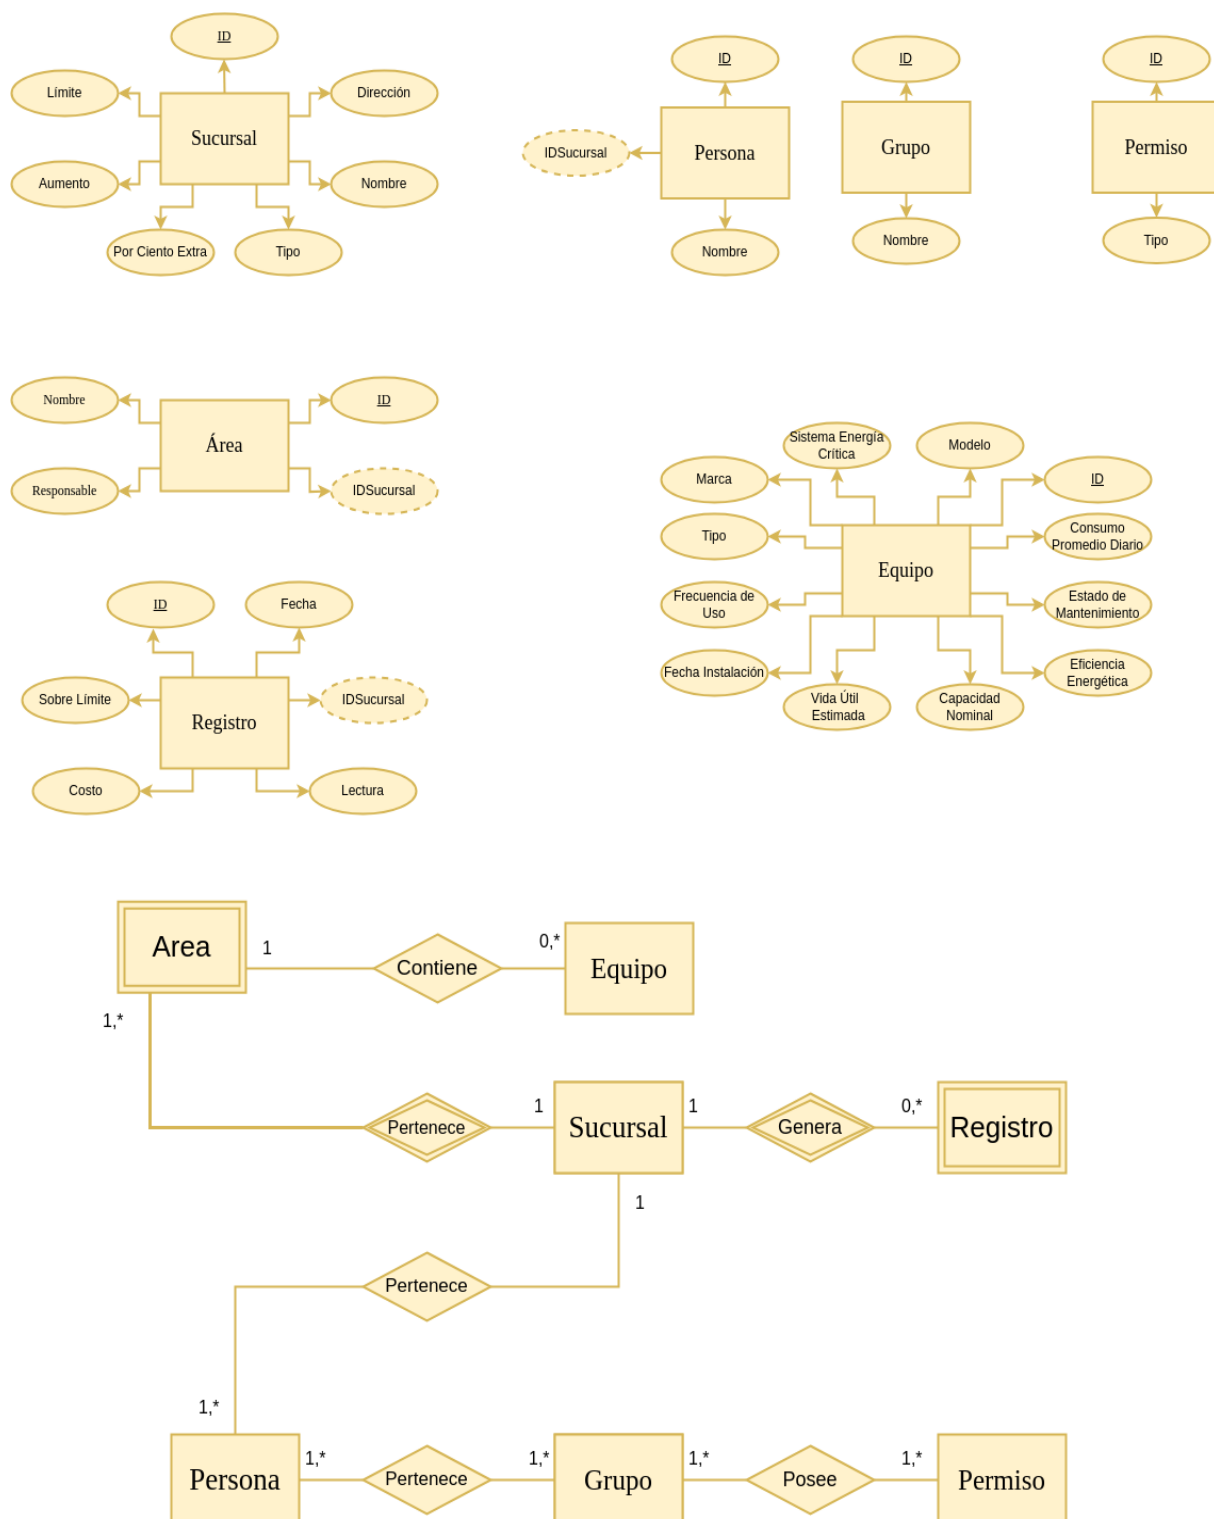 ID
Límite
Dirección
Sucursal
Aumento
Nombre
Por Ciento Extra
Tipo
ID
IDSucursal
Persona
Nombre
ID
Grupo
Nombre
ID
Permiso
Tipo
Nombre
ID
Área
Responsable
IDSucursal
ID
Fecha
Sobre Límite
IDSucursal
Registro
Costo
Lectura
Sistema Energía
Crítica
Modelo
Marca
ID
Tipo
Consumo
Promedio Diario
Equipo
Frecuencia de
Uso
Estado de
Mantenimiento
Fecha Instalación
Eficiencia
Energética
Vida Útil
Estimada
Capacidad
Nominal
Area
1
Contiene
0,*
Equipo
1,*
Pertenece
1
Sucursal
1
Genera
0,*
Registro
1
Pertenece
1,*
Persona
1,*
Pertenece
1,*
Grupo
1,*
Posee
1,*
Permiso